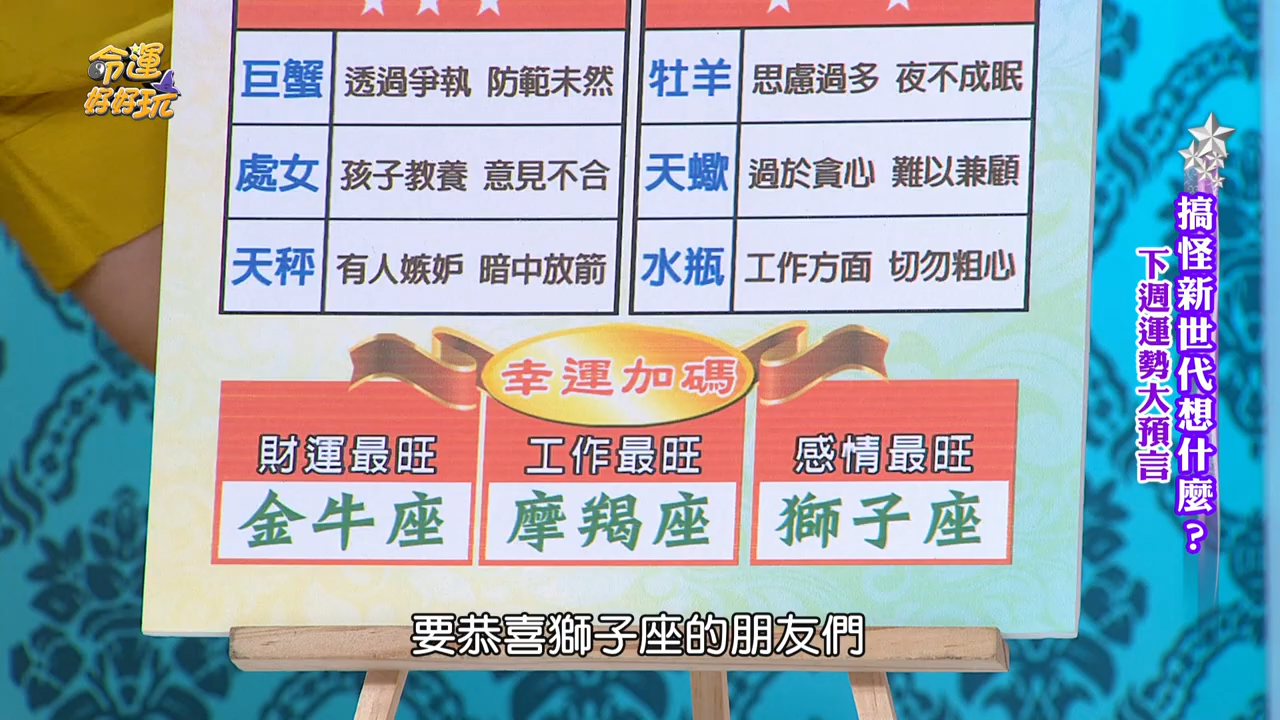 命運
好好玩
巨蟹 透過爭執 防範未然
處女 孩子教養 意見不合
天秤 有人嫉妒 暗中放箭
牡羊 思慮過多 夜不成眠
天蠍 過於貪心 難以兼顧
水瓶 工作方面 切勿粗心
幸運加碼
財運最旺
金牛座
工作最旺
摩羯座
感情最旺
獅子座
搞怪新世代想什麼？
下週運勢大預言
要恭喜獅子座的朋友們